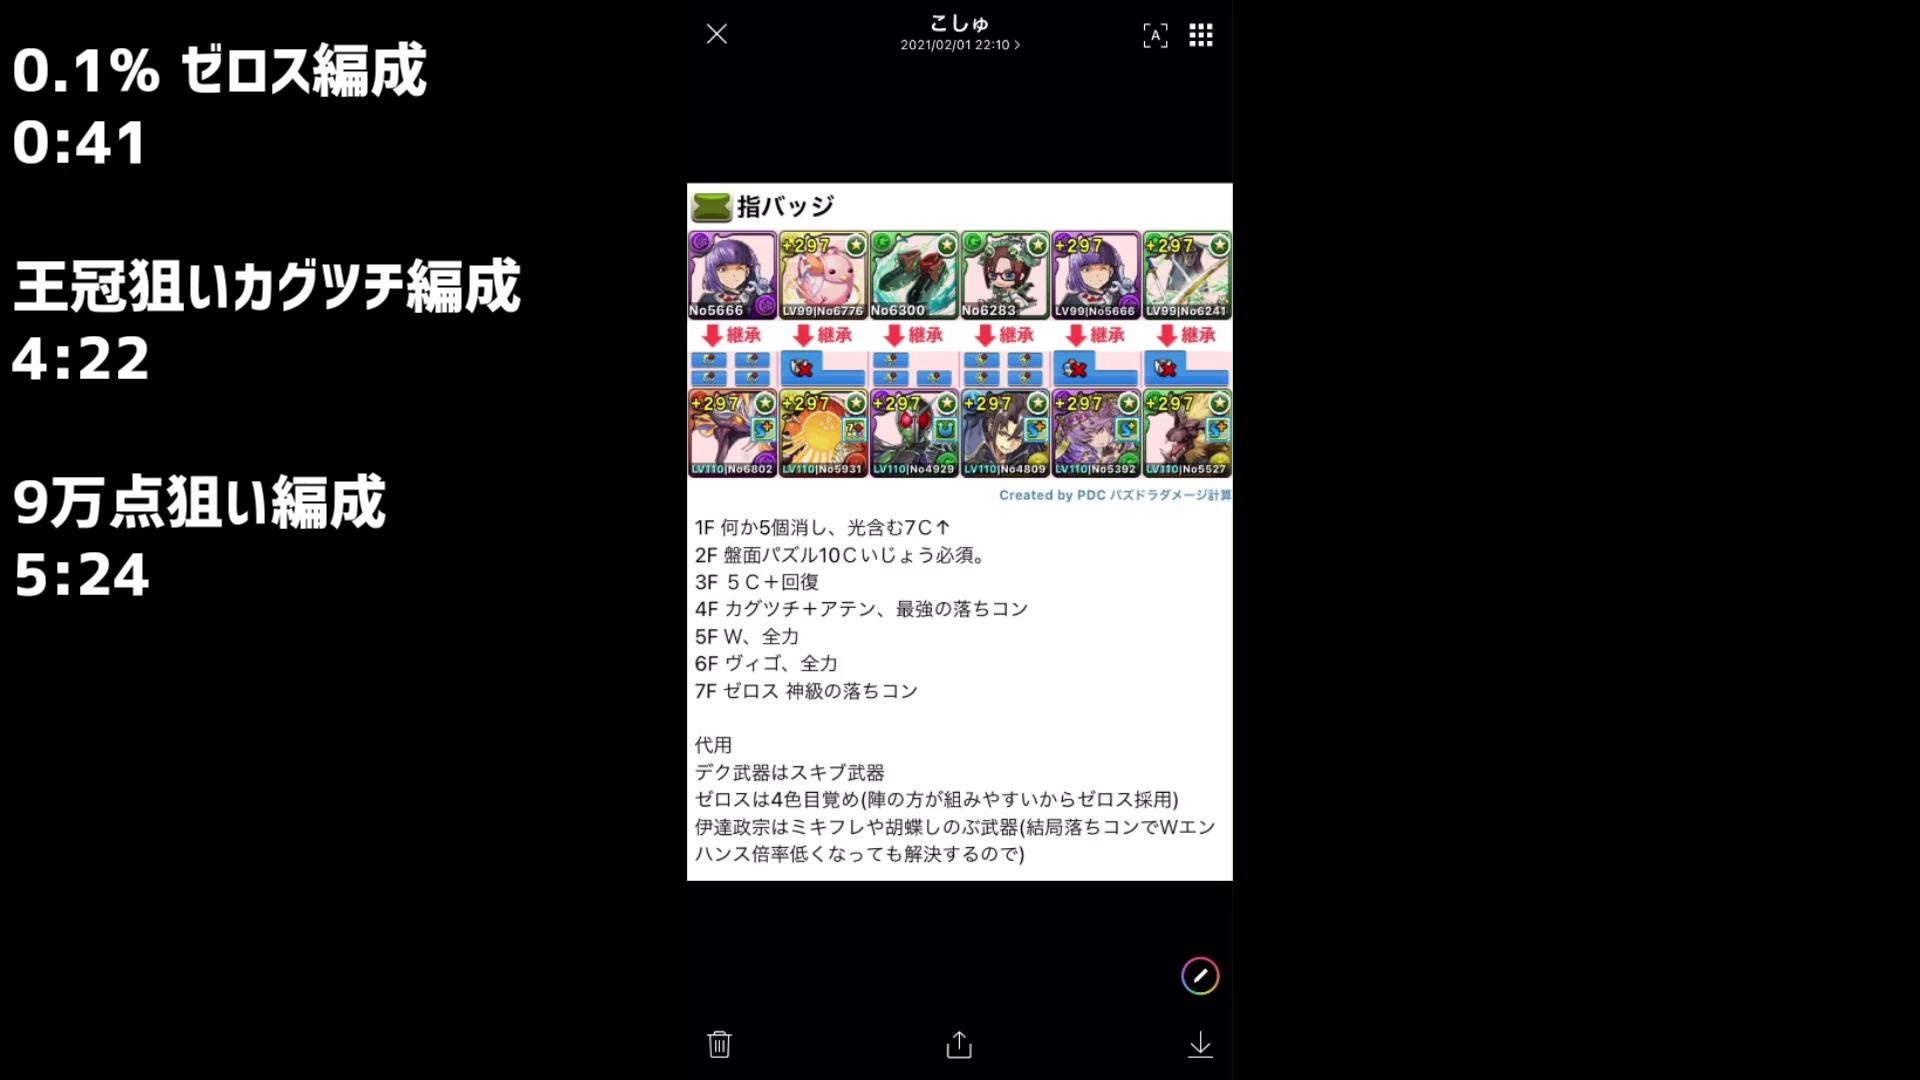 0.1% ゼロス編成
0:41
王冠狙いカグツチ編成
4:22
9万点狙い編成
5:24
こしゅ
2021/02/01 22:10 >
A
指バッジ
No5666
+297 LV99|No6776
No6300
No6283
+297 LV99|No5666
+297 LV99|No6241
継承 継承 継承 継承 継承 継承
+297 LV110|No6802
+297 LV110|No5931
+297 LV110|No4929
+297 LV110|No4809
+297 LV110|No5392
+297 LV110|No5527
Created by PDC パズドラダメージ計算
1F 何か5個消し、光含む7C↑
2F 盤面パズル10Cいじょう必須。
3F 5C+回復
4F カグツチ+アテン、最強の落ちコン
5F W、全力
6F ヴィゴ、全力
7F ゼロス 神級の落ちコン
代用
デク武器はスキブ武器
ゼロスは4色目覚め(陣の方が組みやすいからゼロス採用)
伊達政宗はミキフレや胡蝶しのぶ武器(結局落ちコンでWエン
ハンス倍率低くなっても解決するので)